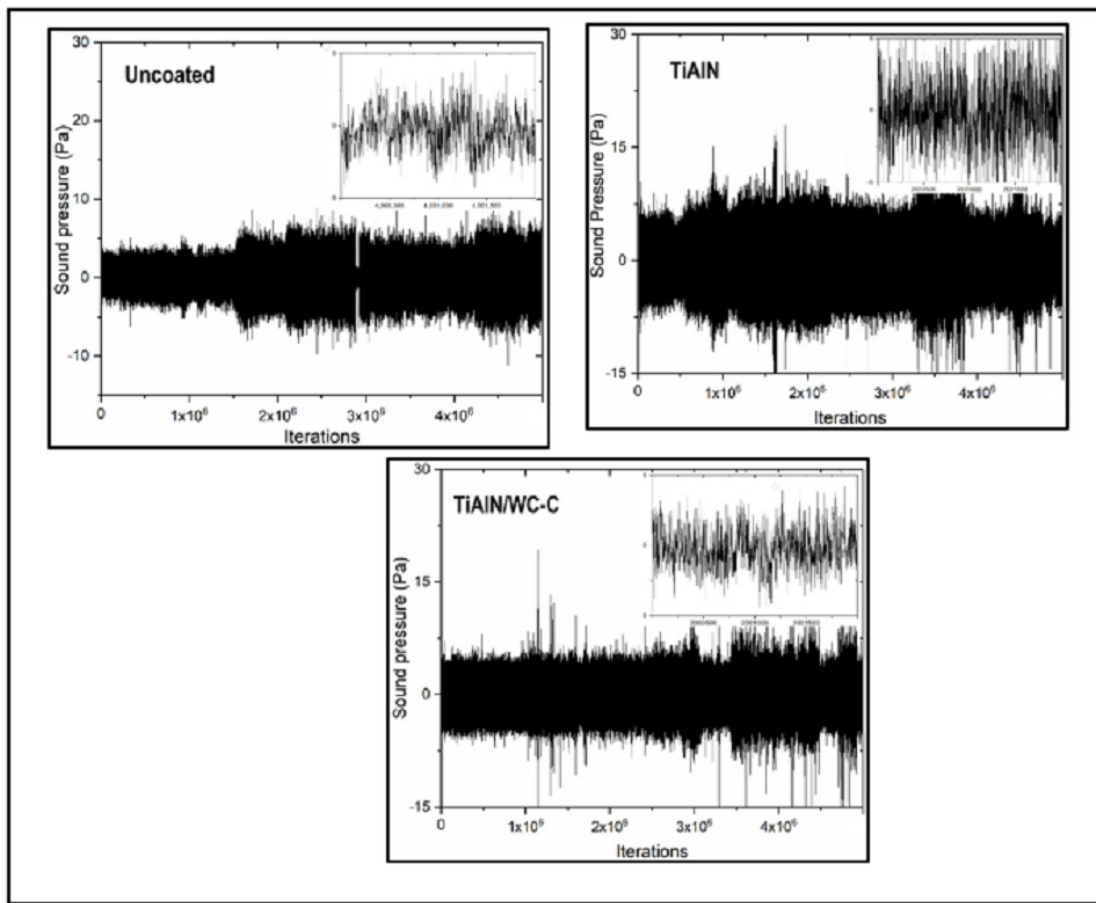 Uncoated
Sound pressure (Pa)
30
20
10
0
-10
0
1x10⁶
2x10⁶
3x10⁶
4x10⁶
Iterations
5
0
TiAlN
Sound Pressure (Pa)
30
15
0
-15
0
1x10⁶
2x10⁶
3x10⁶
4x10⁶
Iterations
TiAlN/WC-C
Sound pressure (Pa)
30
15
0
-15
0
2x10⁶
3x10⁶
4x10⁶
Iterations